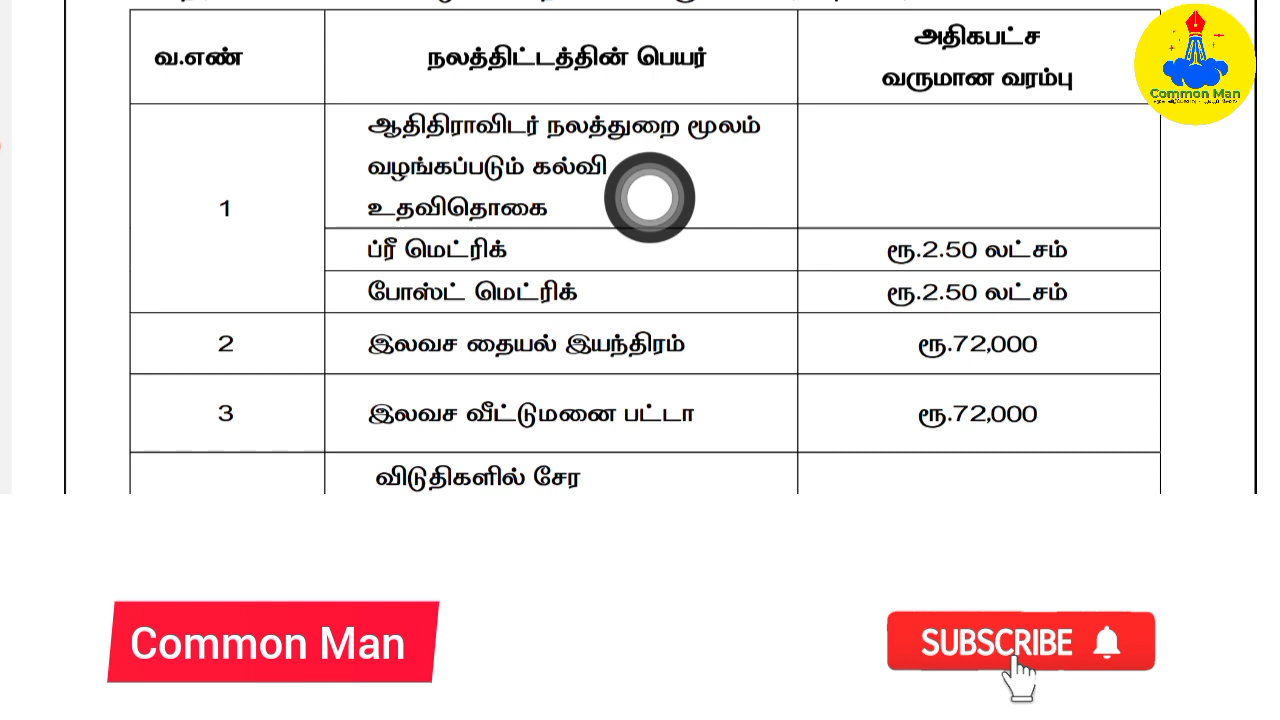 வ.எண்
நலத்திட்டத்தின் பெயர்
அதிகபட்ச
வருமான வரம்பு
1
ஆதிதிராவிடர் நலத்துறை மூலம்
வழங்கப்படும் கல்வி
உதவிதொகை
ப்ரீ மெட்ரிக்
ரூ.2.50 லட்சம்
போஸ்ட் மெட்ரிக்
ரூ.2.50 லட்சம்
2
இலவச தையல் இயந்திரம்
ரூ.72,000
3
இலவச வீட்டுமனை பட்டா
ரூ.72,000
விடுதிகளில் சேர
Common Man
Common Man
SUBSCRIBE